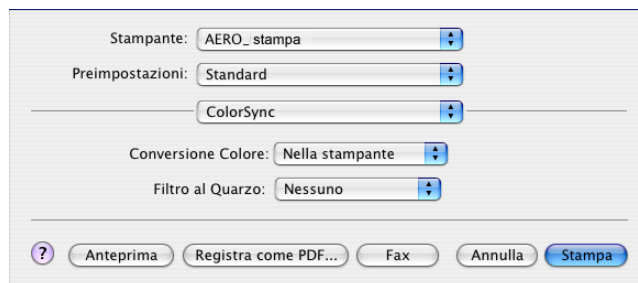 Stampante: AERO_ stampa
Preimpostazioni: Standard
ColorSync
Conversione Colore: Nella stampante
Filtro al Quarzo: Nessuno
? Anteprima Registra come PDF... Fax Annulla Stampa